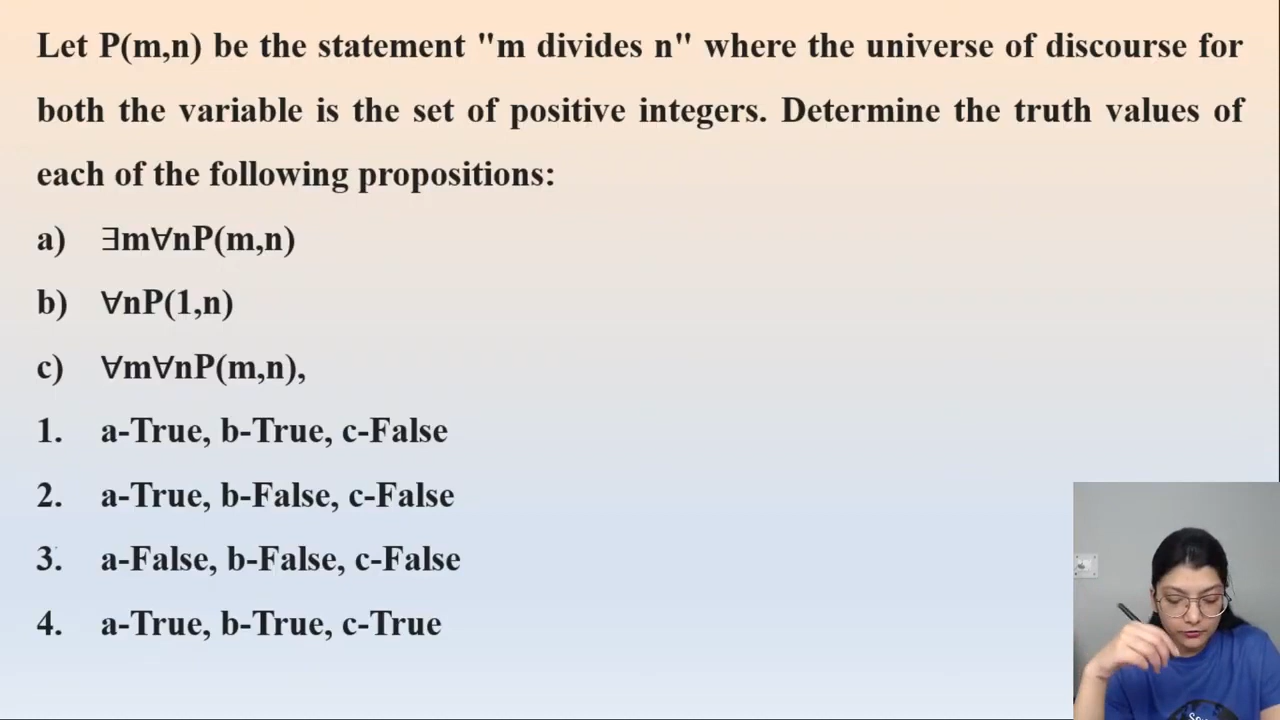 Let P(m,n) be the statement "m divides n" where the universe of discourse for
both the variable is the set of positive integers. Determine the truth values of
each of the following propositions:
a) ∃m∀nP(m,n)
b) ∀nP(1,n)
c) ∀m∀nP(m,n),
1. a-True, b-True, c-False
2. a-True, b-False, c-False
3. a-False, b-False, c-False
4. a-True, b-True, c-True